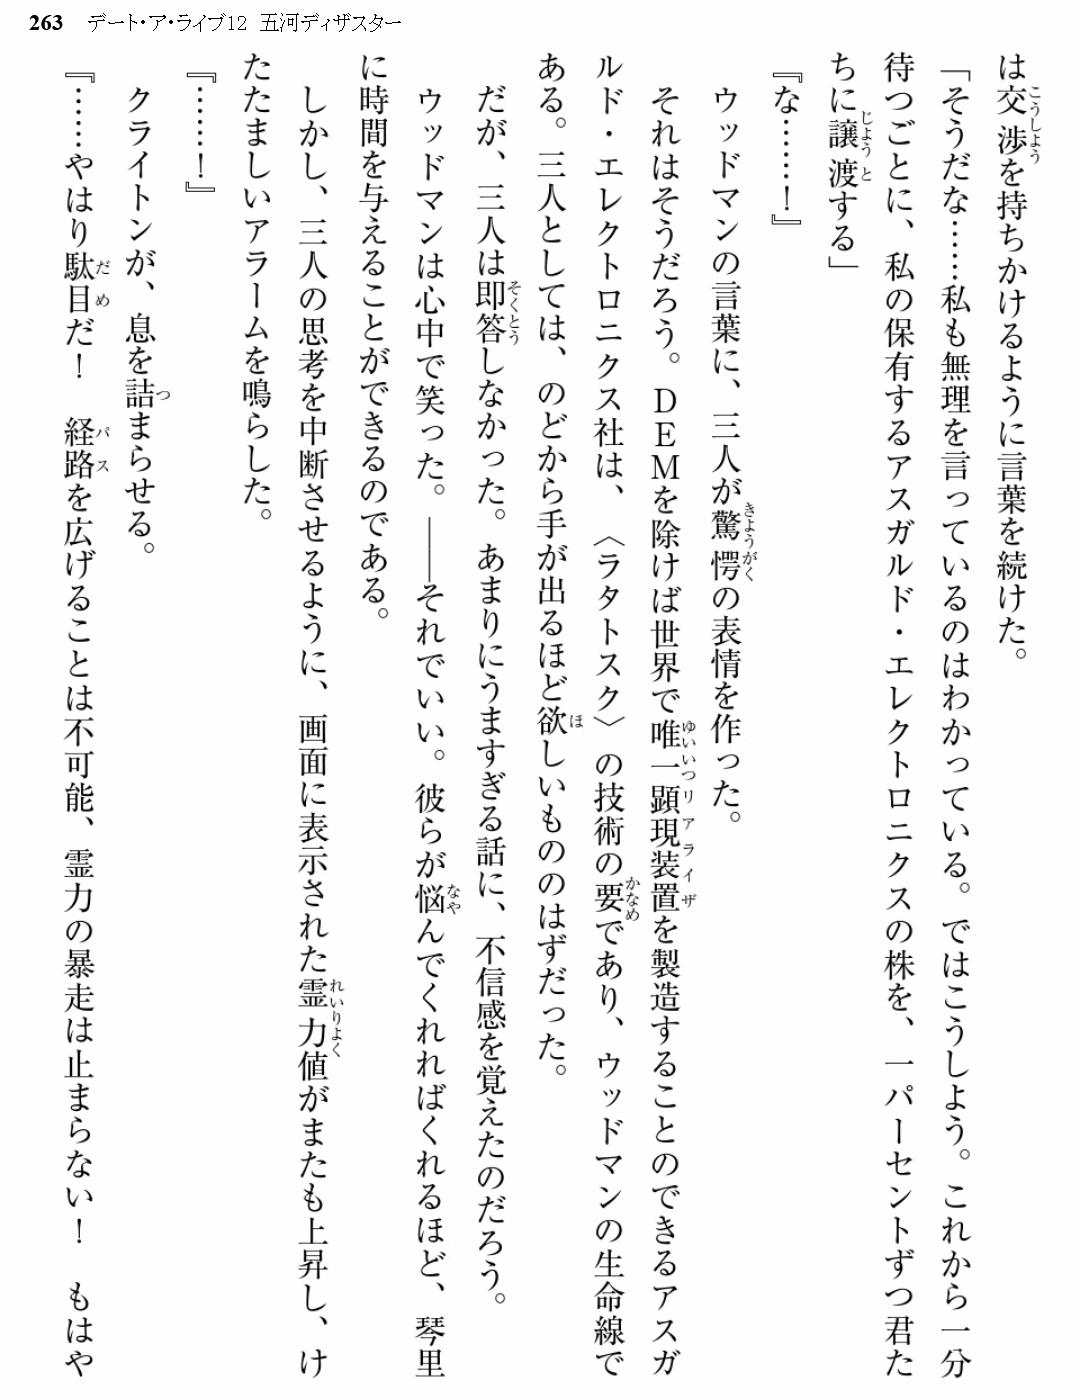 263 デート・ア・ライブ12 五河ディザスター
は交渉を持ちかけるように言葉を続けた。
「そうだな……私も無理を言っているのはわかっている。ではこうしよう。これから一分
待つごとに、私の保有するアスガルド・エレクトロニクスの株を、一パーセントずつ君た
ちに譲渡する」
『な……！』
ウッドマンの言葉に、三人が驚愕の表情を作った。
それはそうだろう。ＤＥＭを除けば世界で唯一顕現装置を製造することのできるアスガ
ルド・エレクトロニクス社は、〈ラタトスク〉の技術の要であり、ウッドマンの生命線で
ある。三人としては、のどから手が出るほど欲しいもののはずだった。
だが、三人は即答しなかった。あまりにうますぎる話に、不信感を覚えたのだろう。
ウッドマンは心中で笑った。――それでいい。彼らが悩んでくれればくれるほど、琴里
に時間を与えることができるのである。
しかし、三人の思考を中断させるように、画面に表示された霊力値がまたも上昇し、け
たたましいアラームを鳴らした。
『……！』
クライトンが、息を詰まらせる。
『……やはり駄目だ！　経路を広げることは不可能、霊力の暴走は止まらない！　もはや